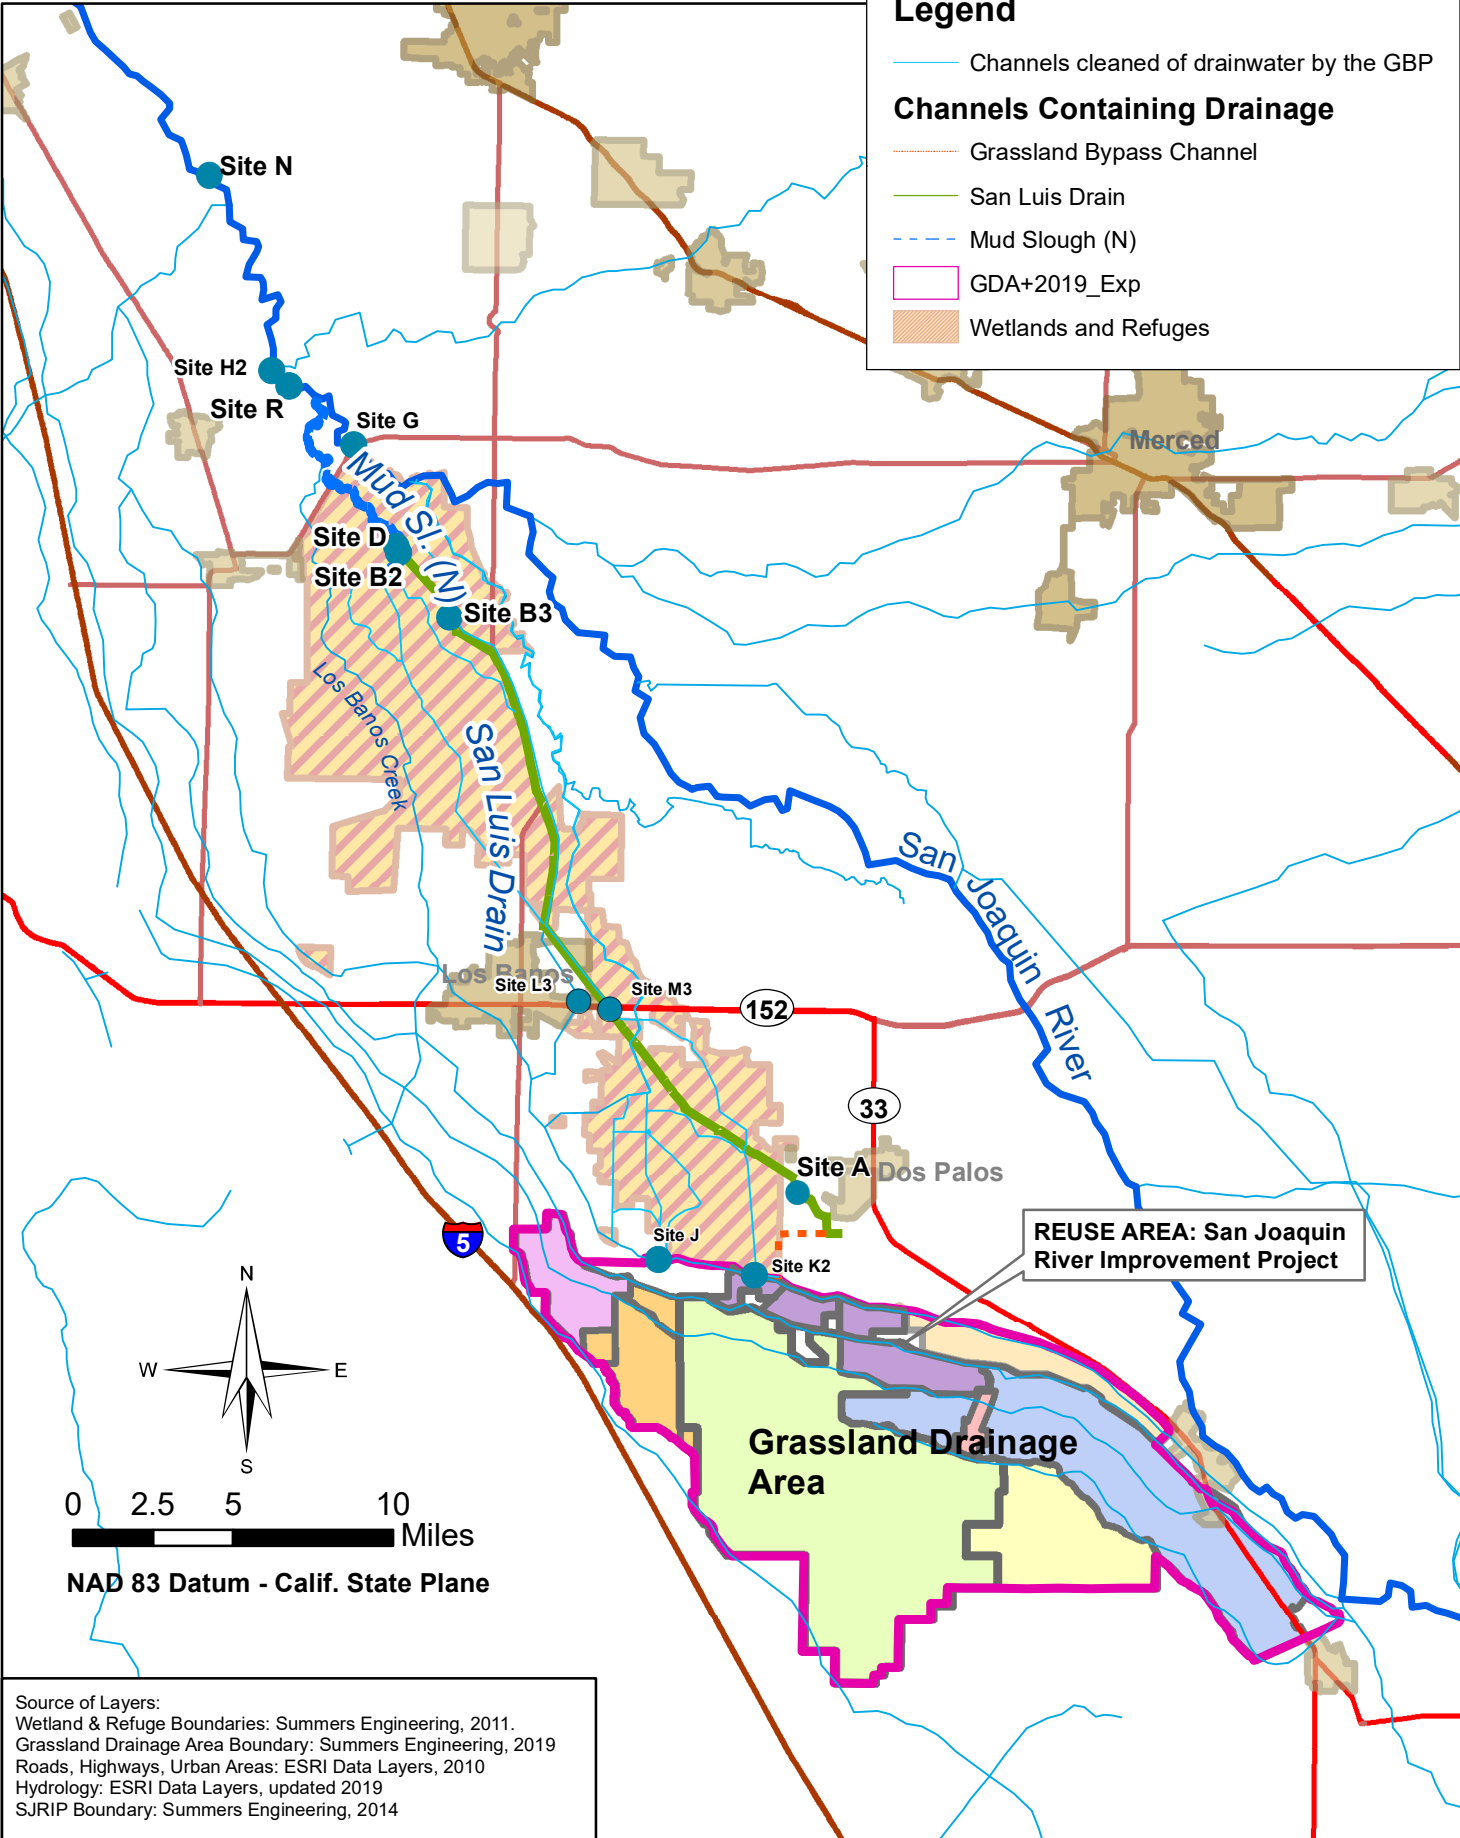 Legend
Channels cleaned of drainwater by the GBP
Channels Containing Drainage
Grassland Bypass Channel
San Luis Drain
Mud Slough (N)
GDA+2019_Exp
Wetlands and Refuges
Site N
Site H2
Site R
Site G
Merced
Mud Sl. (N)
Site D
Site B2
Site B3
Los Banos Creek
San Luis Drain
San Joaquin River
Los Banos
Site L3
Site M3
152
33
Site A
Dos Palos
Site J
Site K2
5
REUSE AREA: San Joaquin
River Improvement Project
N
W
E
S
Grassland Drainage
Area
0 2.5 5 10
Miles
NAD 83 Datum - Calif. State Plane
Source of Layers:
Wetland & Refuge Boundaries: Summers Engineering, 2011.
Grassland Drainage Area Boundary: Summers Engineering, 2019
Roads, Highways, Urban Areas: ESRI Data Layers, 2010
Hydrology: ESRI Data Layers, updated 2019
SJRIP Boundary: Summers Engineering, 2014